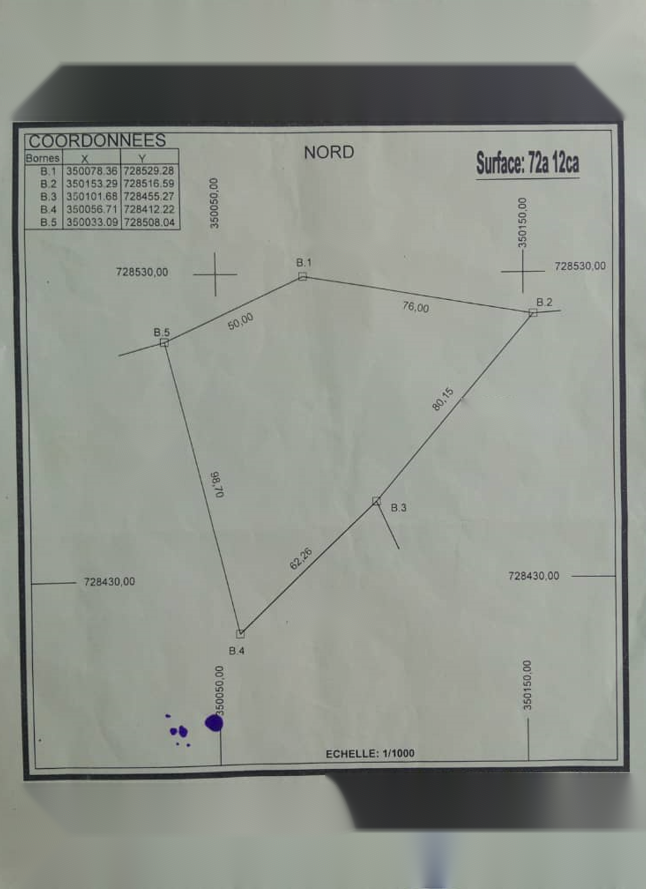 COORDONNEES
NORD
Surface: 72a 12ca
Bornes X Y
B.1 350078.36 728529.28
B.2 350153.29 728516.59
B.3 350101.68 728455.27
B.4 350056.71 728412.22
B.5 350033.09 728508.04
350050,00
350150,00
728530,00
B.1
728530,00
B.2
76,00
50,00
B.5
80,15
98,70
B.3
62,26
728430,00
728430,00
B.4
350050,00
350150,00
ECHELLE: 1/1000